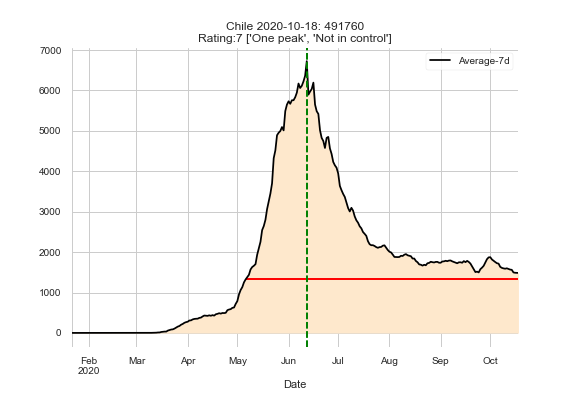 Chile 2020-10-18: 491760
Rating:7 ['One peak', 'Not in control']
Average-7d
7000
6000
5000
4000
3000
2000
1000
0
Feb Mar Apr May Jun Jul Aug Sep Oct
2020
Date